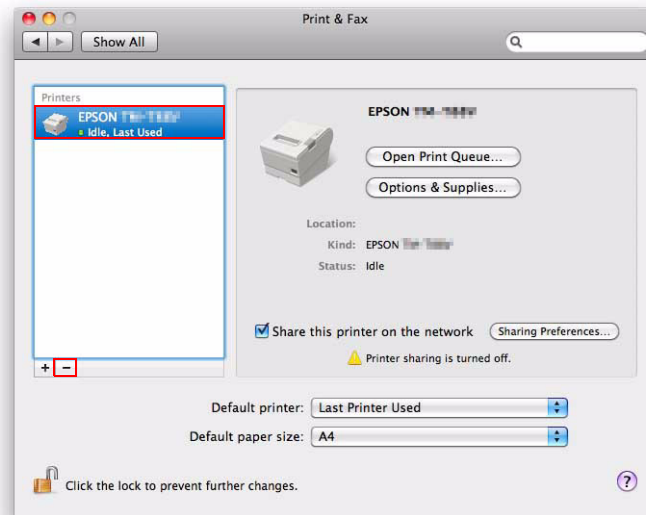 Print & Fax
Show All
Printers
EPSON
Idle, Last Used
EPSON
Open Print Queue...
Options & Supplies...
Location:
Kind: EPSON
Status: Idle
Share this printer on the network Sharing Preferences...
Printer sharing is turned off.
+ −
Default printer: Last Printer Used
Default paper size: A4
Click the lock to prevent further changes.
?